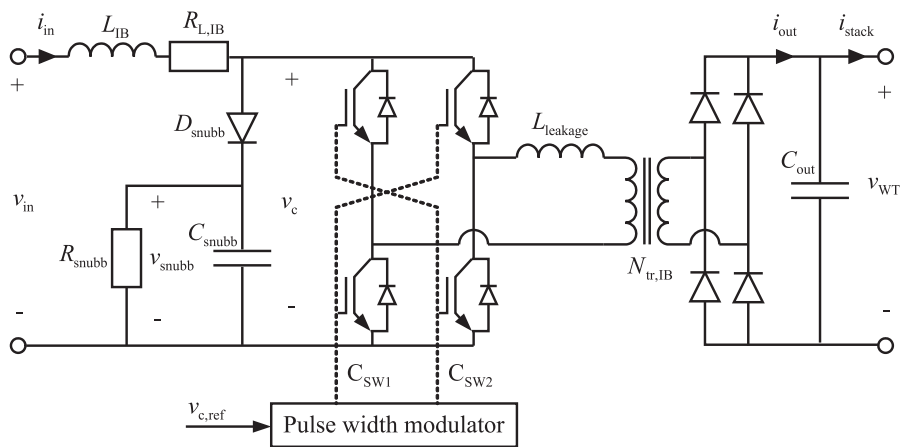 i_in
L_IB
R_L,IB
i_out
i_stack
+
+
+
D_snubb
L_leakage
C_out
v_in
+
v_c
v_WT
R_snubb
v_snubb
C_snubb
N_tr,IB
-
-
-
-
C_SW1
C_SW2
v_c,ref
Pulse width modulator